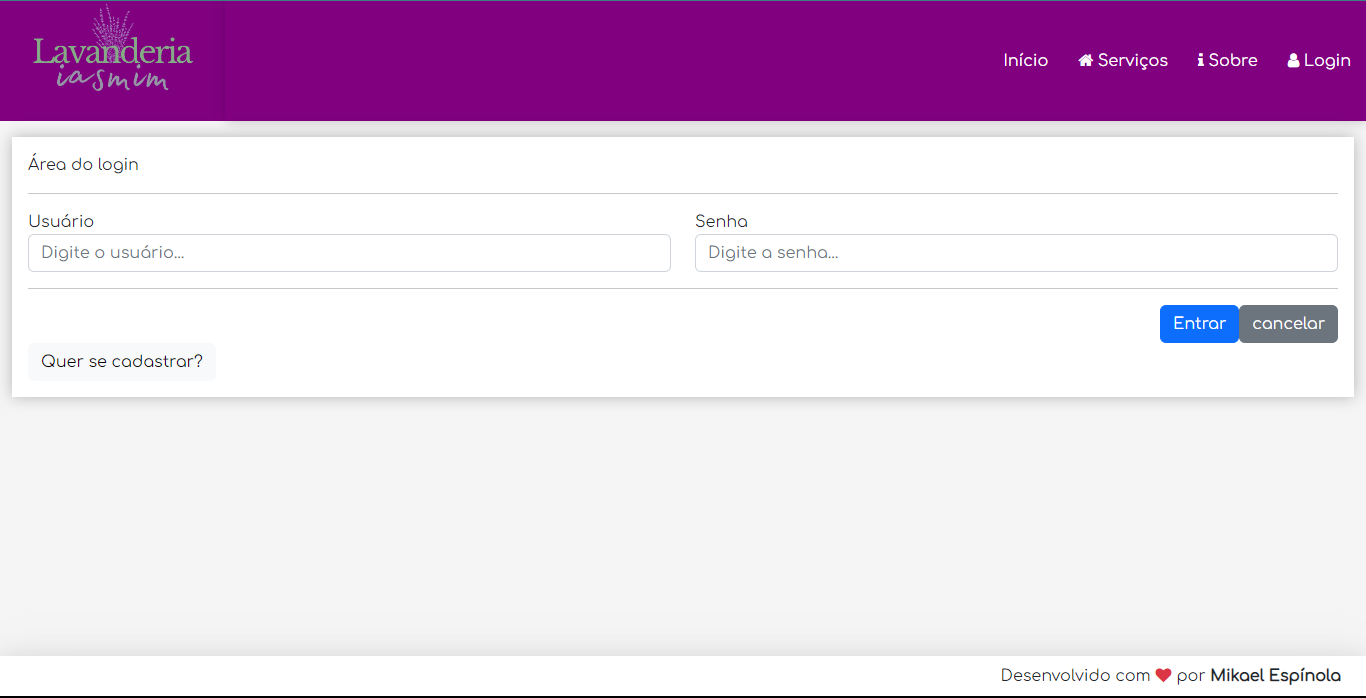 Lavanderia
iasmim
Início Serviços Sobre Login
Área do login
Usuário Senha
Digite o usuário... Digite a senha...
Entrar cancelar
Quer se cadastrar?
Desenvolvido com ❤ por Mikael Espínola